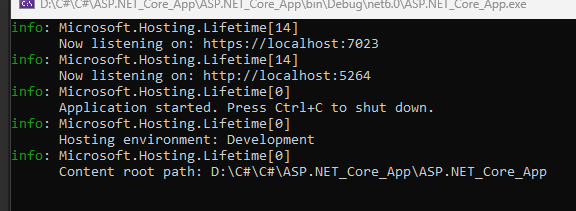 D:\C#\C#\ASP.NET_Core_App\ASP.NET_Core_App\bin\Debug\net6.0\ASP.NET_Core_App.exe
info: Microsoft.Hosting.Lifetime[14]
Now listening on: https://localhost:7023
info: Microsoft.Hosting.Lifetime[14]
Now listening on: http://localhost:5264
info: Microsoft.Hosting.Lifetime[0]
Application started. Press Ctrl+C to shut down.
info: Microsoft.Hosting.Lifetime[0]
Hosting environment: Development
info: Microsoft.Hosting.Lifetime[0]
Content root path: D:\C#\C#\ASP.NET_Core_App\ASP.NET_Core_App